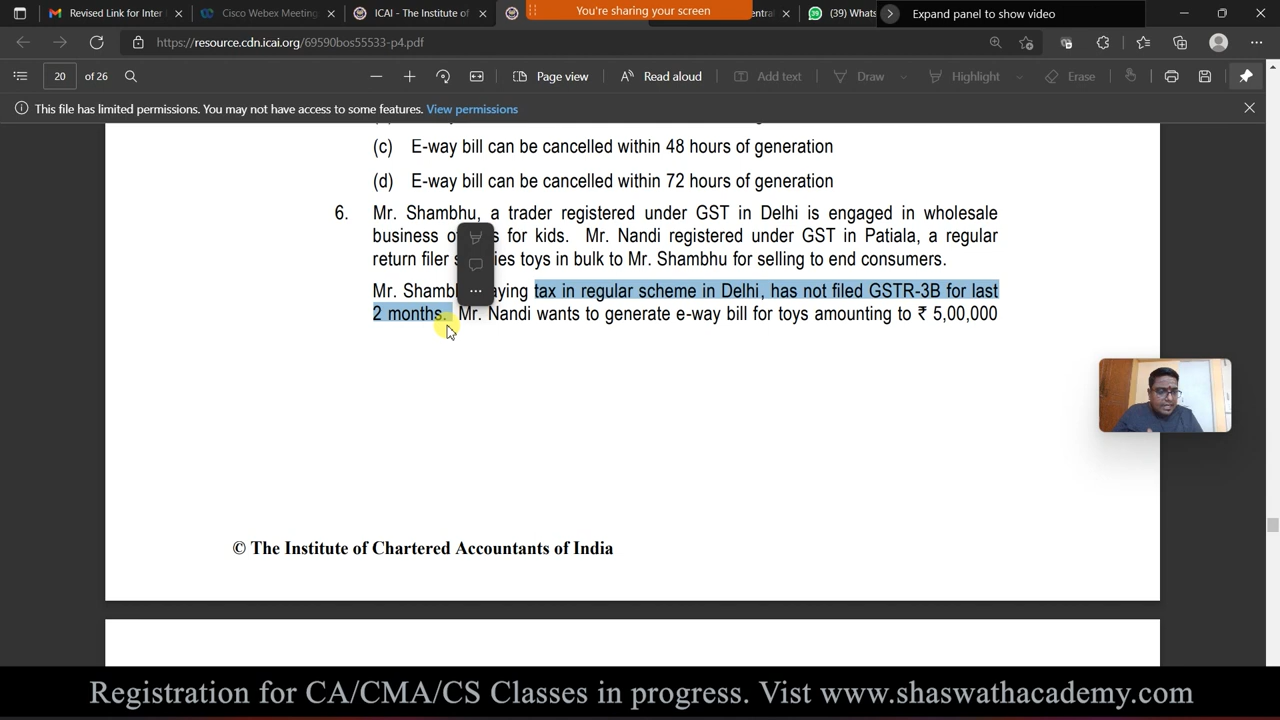 Revised Link for Inter
Cisco Webex Meeting
ICAI - The Institute of
You're sharing your screen
(39) Whats
Expand panel to show video
https://resource.cdn.icai.org/69590bos55533-p4.pdf
20 of 26
Page view
Read aloud
Add text
Draw
Highlight
Erase
This file has limited permissions. You may not have access to some features. View permissions
(c) E-way bill can be cancelled within 48 hours of generation
(d) E-way bill can be cancelled within 72 hours of generation
6. Mr. Shambhu, a trader registered under GST in Delhi is engaged in wholesale
business for kids. Mr. Nandi registered under GST in Patiala, a regular
return filer toys in bulk to Mr. Shambhu for selling to end consumers.
Mr. tax in regular scheme in Delhi, has not filed GSTR-3B for last
2 months. Mr. Nandi wants to generate e-way bill for toys amounting to ₹ 5,00,000
© The Institute of Chartered Accountants of India
Registration for CA/CMA/CS Classes in progress. Vist www.shaswathacademy.com